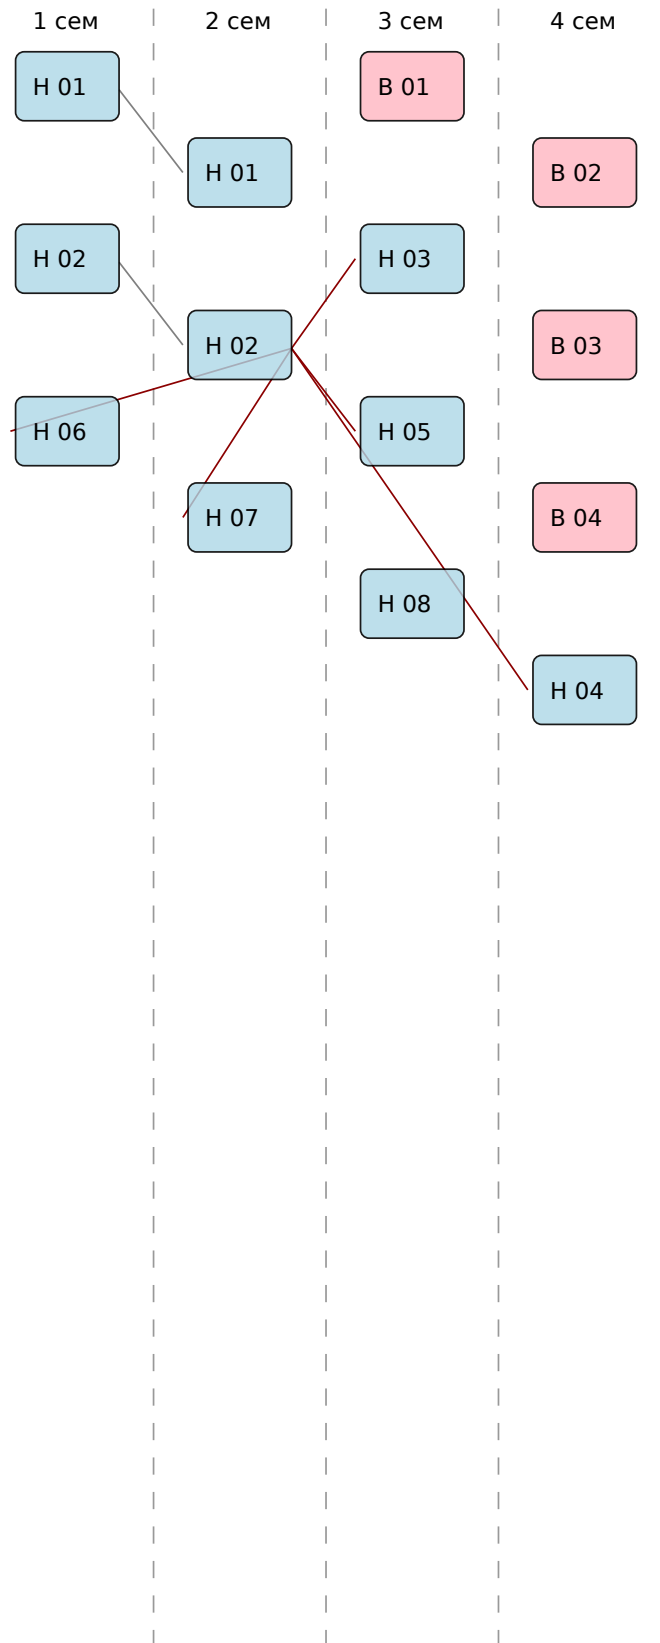 1 сем 2 сем 3 сем 4 сем
Н 01 В 01
Н 01 В 02
Н 02 Н 03
Н 02 В 03
Н 06 Н 05
Н 07 В 04
Н 08
Н 04